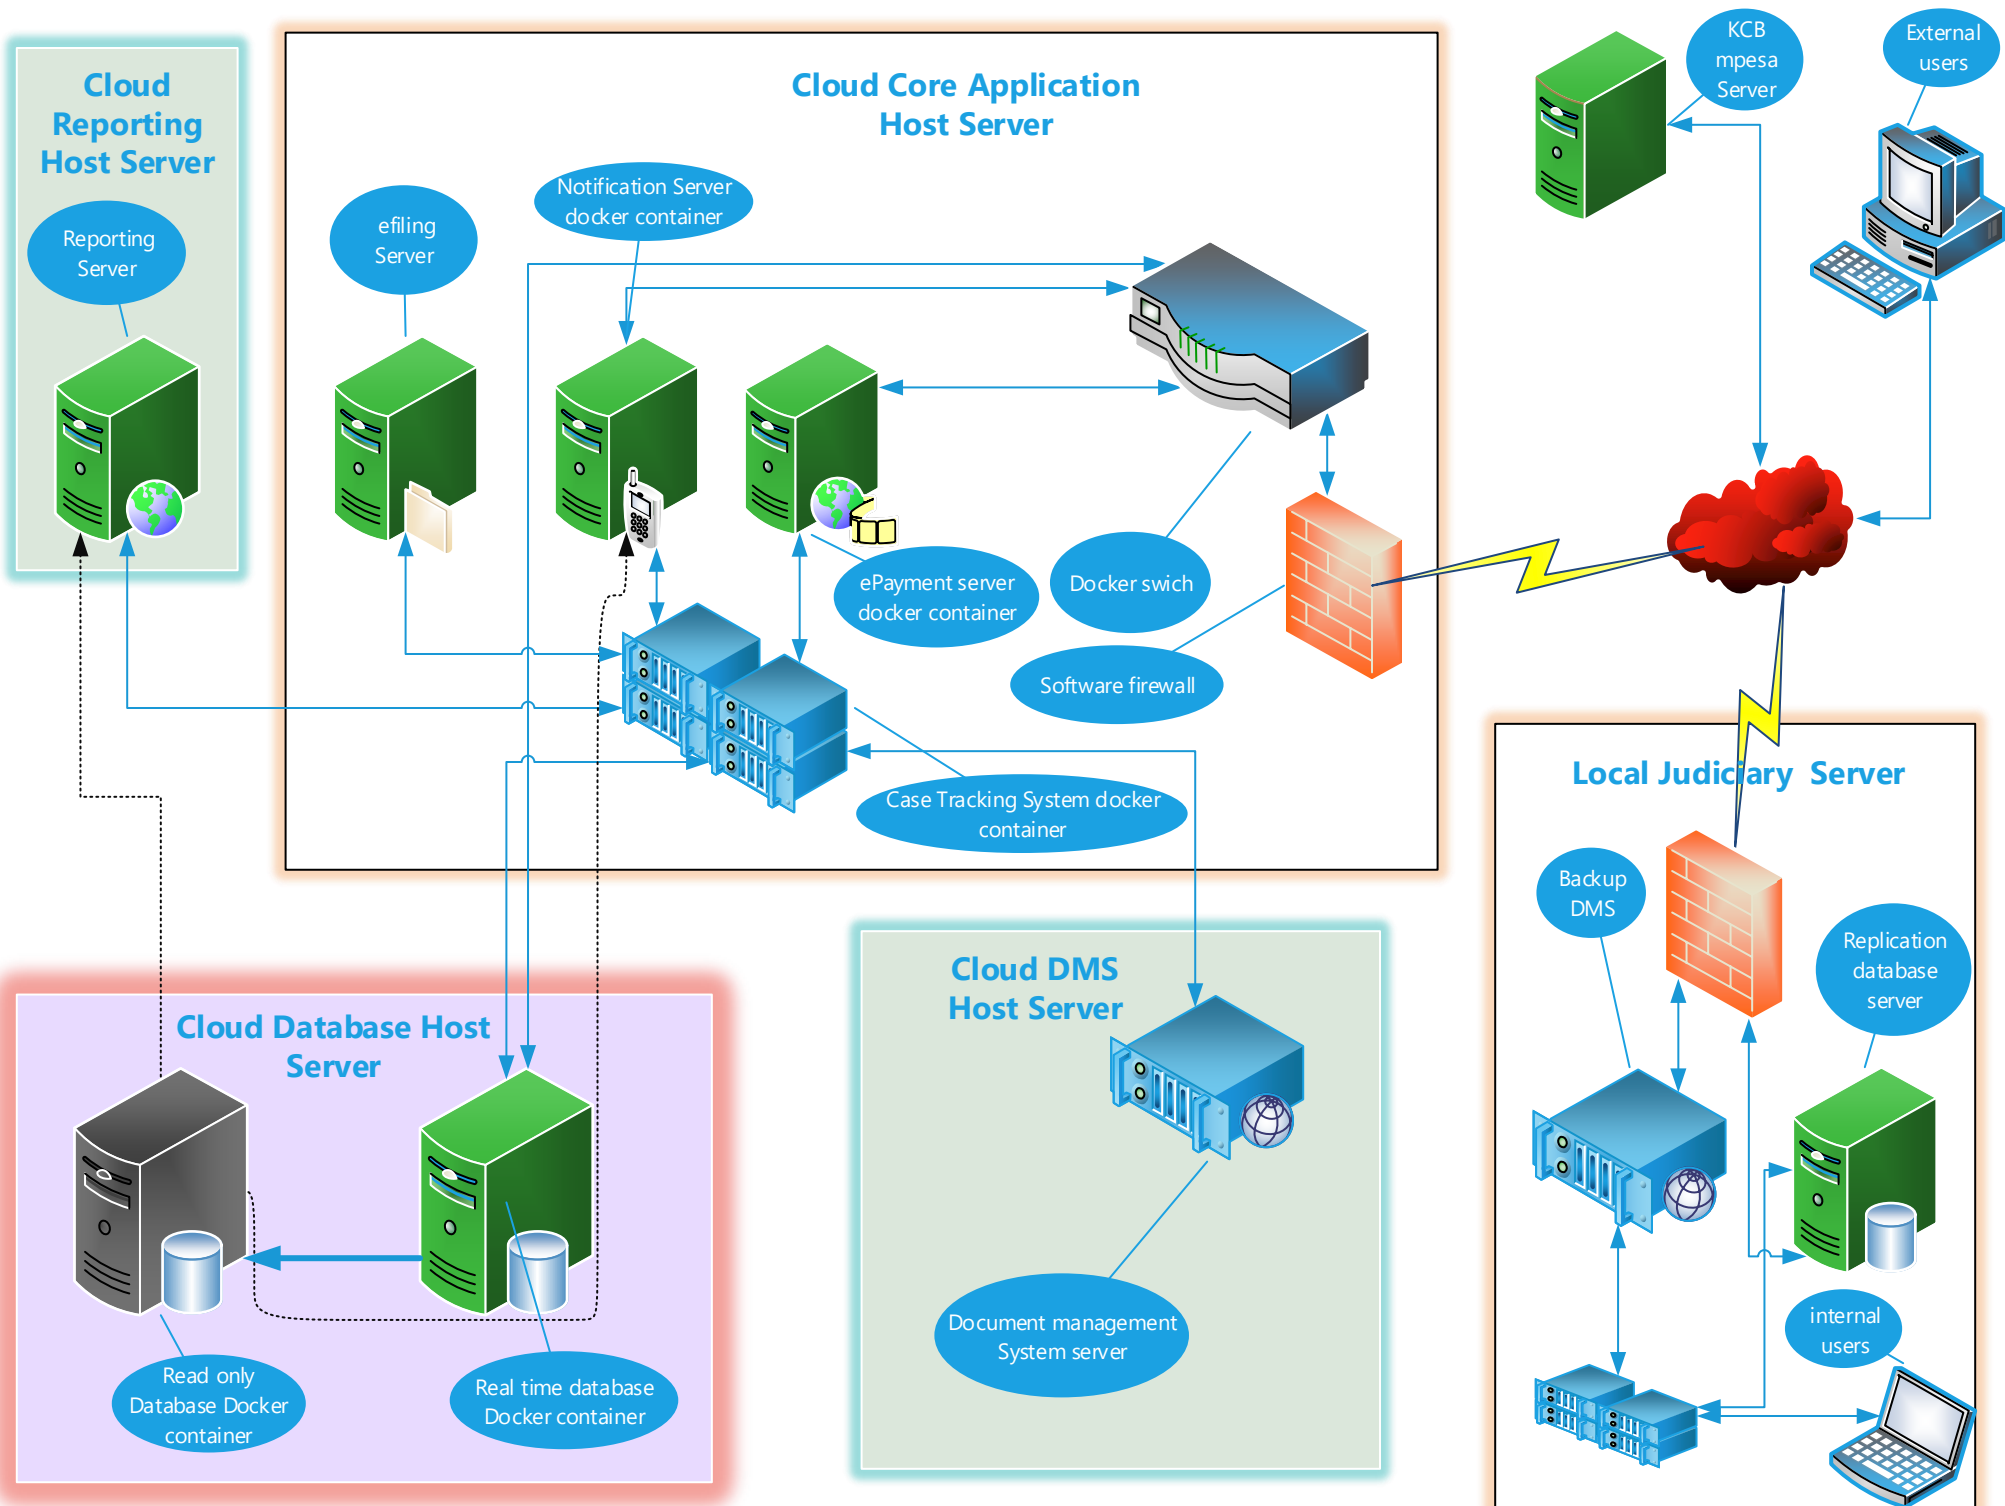 Cloud
Reporting
Host Server
Reporting
Server
Cloud Core Application
Host Server
efiling
Server
Notification Server
docker container
ePayment server
docker container
Docker swich
Software firewall
Case Tracking System docker
container
KCB
mpesa
Server
External
users
Local Judiciary Server
Backup
DMS
Replication
database
server
internal
users
Cloud Database Host
Server
Read only
Database Docker
container
Real time database
Docker container
Cloud DMS
Host Server
Document management
System server